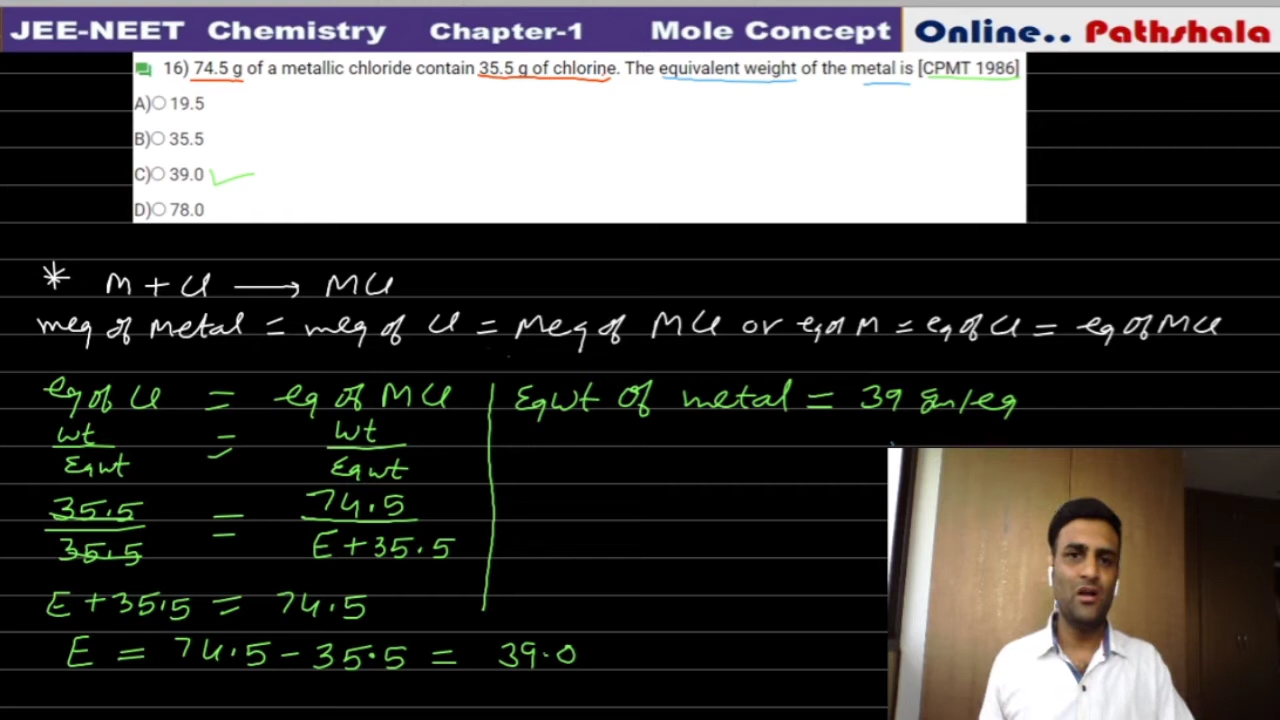 JEE-NEET Chemistry Chapter-1 Mole Concept Online.. Pathshala
16) 74.5 g of a metallic chloride contain 35.5 g of chlorine. The equivalent weight of the metal is [CPMT 1986]
A) 19.5
B) 35.5
C) 39.0
D) 78.0
* M + Cl → MCl
meq of Metal = meq of Cl = Meq of MCl or eq of M = eq of Cl = eq of MCl
eq of Cl = eq of MCl
Wt / Eqwt = Wt / Eqwt
35.5 / 35.5 = 74.5 / E + 35.5
E + 35.5 = 74.5
E = 74.5 - 35.5 = 39.0
Eqwt of metal = 39 gm/eq